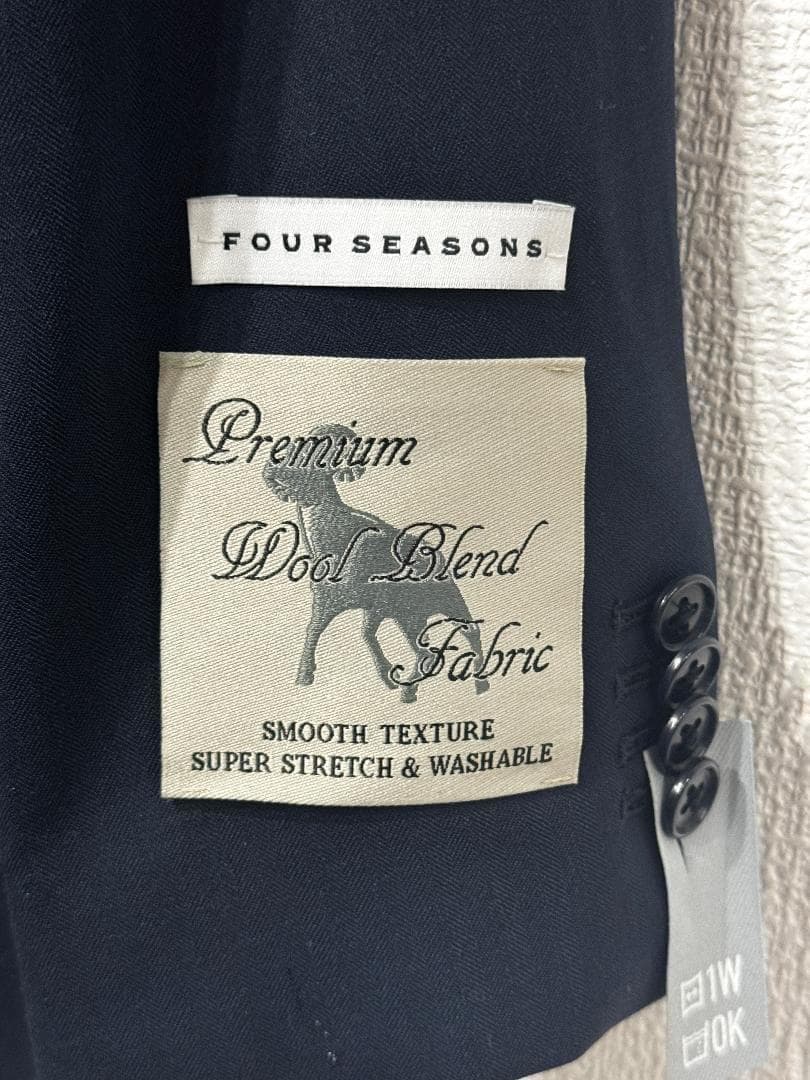 FOUR SEASONS
Premium
Wool Blend
Fabric
SMOOTH TEXTURE
SUPER STRETCH & WASHABLE
1W
OK